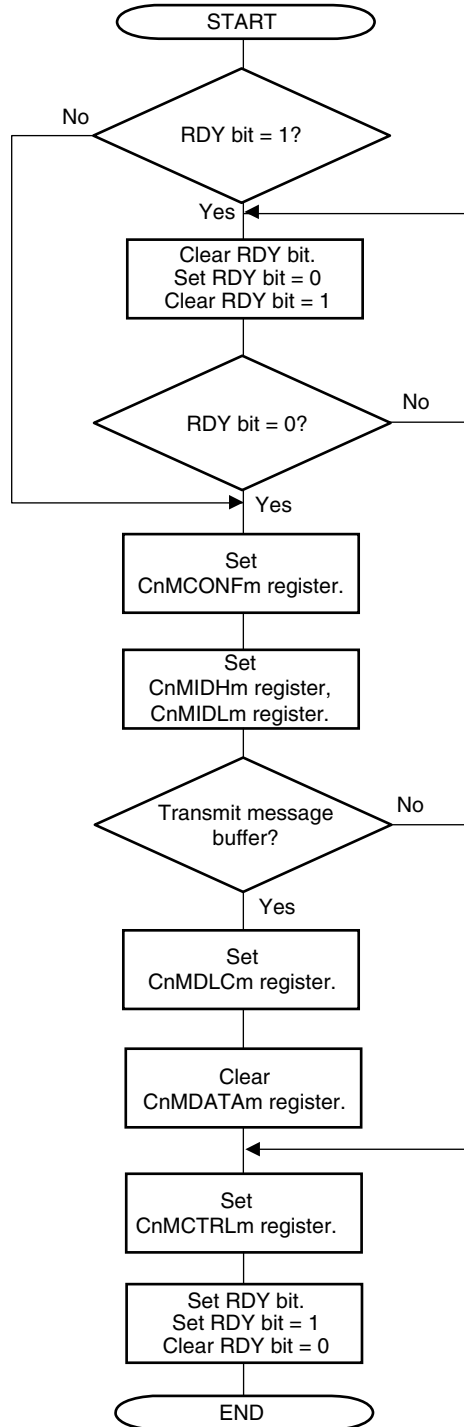 START
No
RDY bit = 1?
Yes
Clear RDY bit.
Set RDY bit = 0
Clear RDY bit = 1
RDY bit = 0?
No
Yes
Set
CnMCONFm register.
Set
CnMIDHm register,
CnMIDLm register.
Transmit message
buffer?
No
Yes
Set
CnMDLCm register.
Clear
CnMDATAm register.
Set
CnMCTRLm register.
Set RDY bit.
Set RDY bit = 1
Clear RDY bit = 0
END